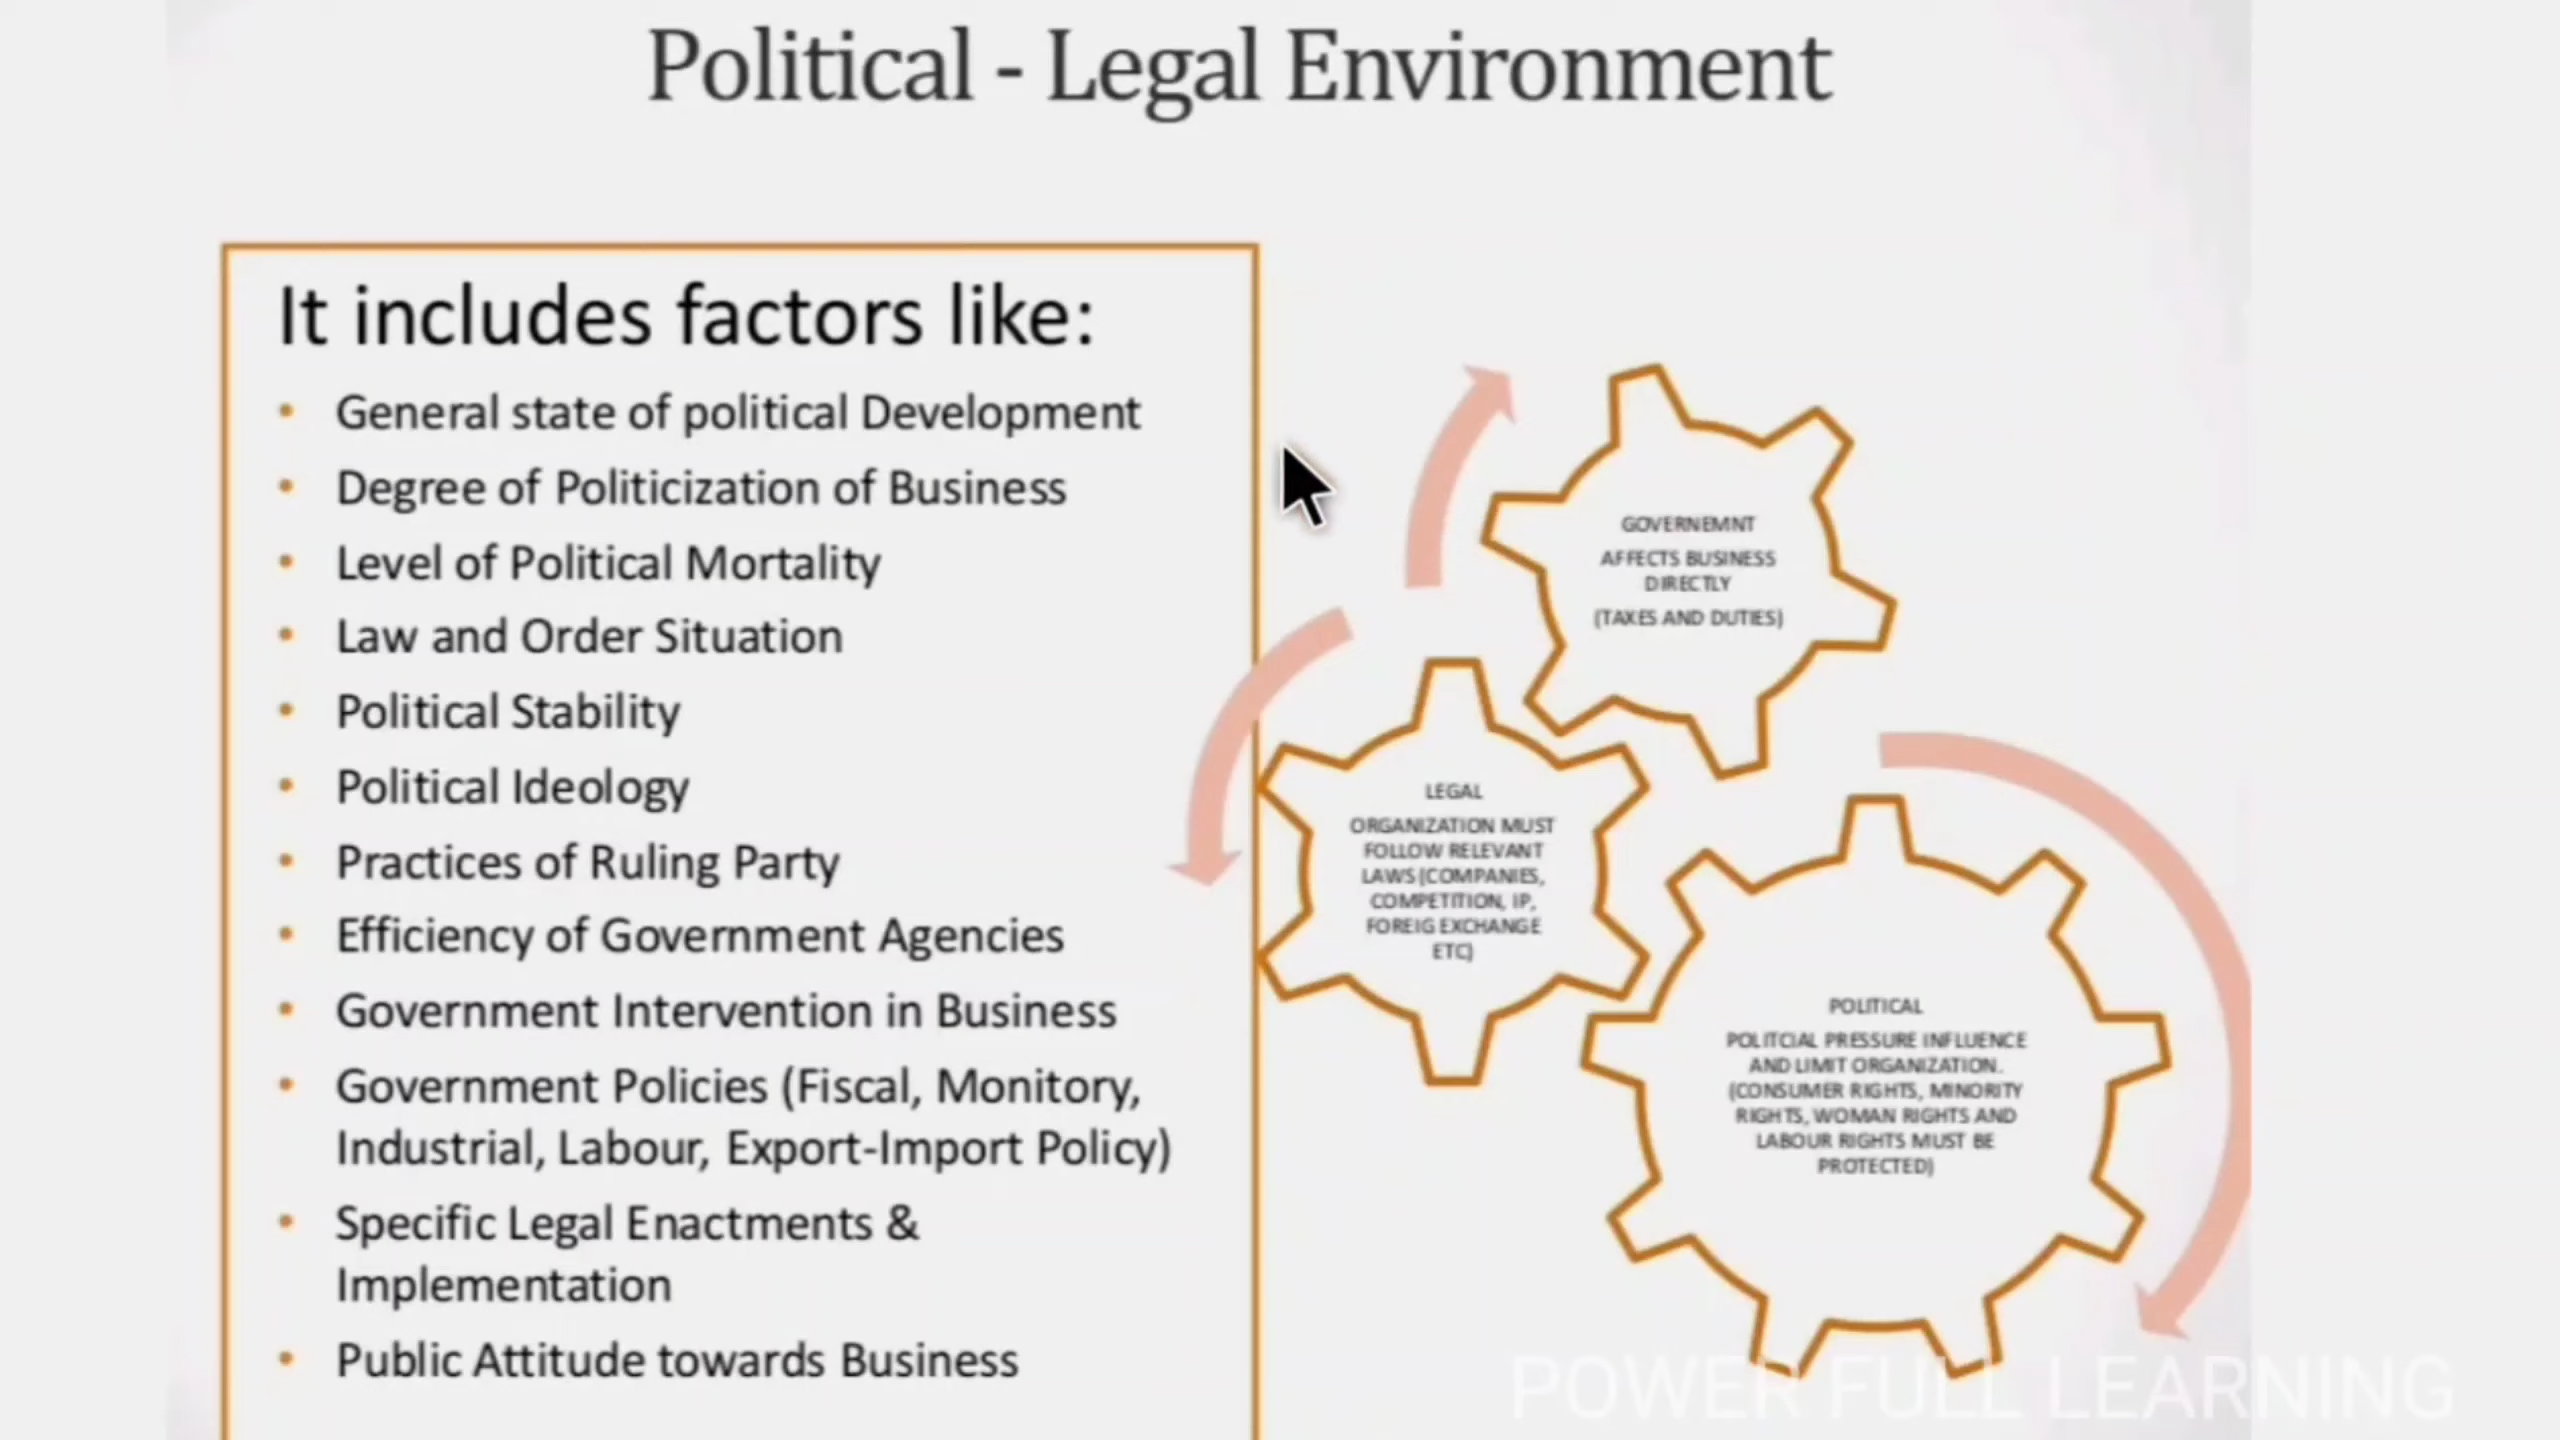 Political - Legal Environment
It includes factors like:
• General state of political Development
• Degree of Politicization of Business
• Level of Political Mortality
• Law and Order Situation
• Political Stability
• Political Ideology
• Practices of Ruling Party
• Efficiency of Government Agencies
• Government Intervention in Business
• Government Policies (Fiscal, Monitory,
Industrial, Labour, Export-Import Policy)
• Specific Legal Enactments &
Implementation
• Public Attitude towards Business
GOVERNEMNT
AFFECTS BUSINESS
DIRECTLY
(TAXES AND DUTIES)
LEGAL
ORGANIZATION MUST
FOLLOW RELEVANT
LAWS (COMPANIES,
COMPETITION, IP,
FOREIG EXCHANGE
ETC)
POLITICAL
POLITCIAL PRESSURE INFLUENCE
AND LIMIT ORGANIZATION.
(CONSUMER RIGHTS, MINORITY
RIGHTS, WOMAN RIGHTS AND
LABOUR RIGHTS MUST BE
PROTECTED)
POWER FULL LEARNING